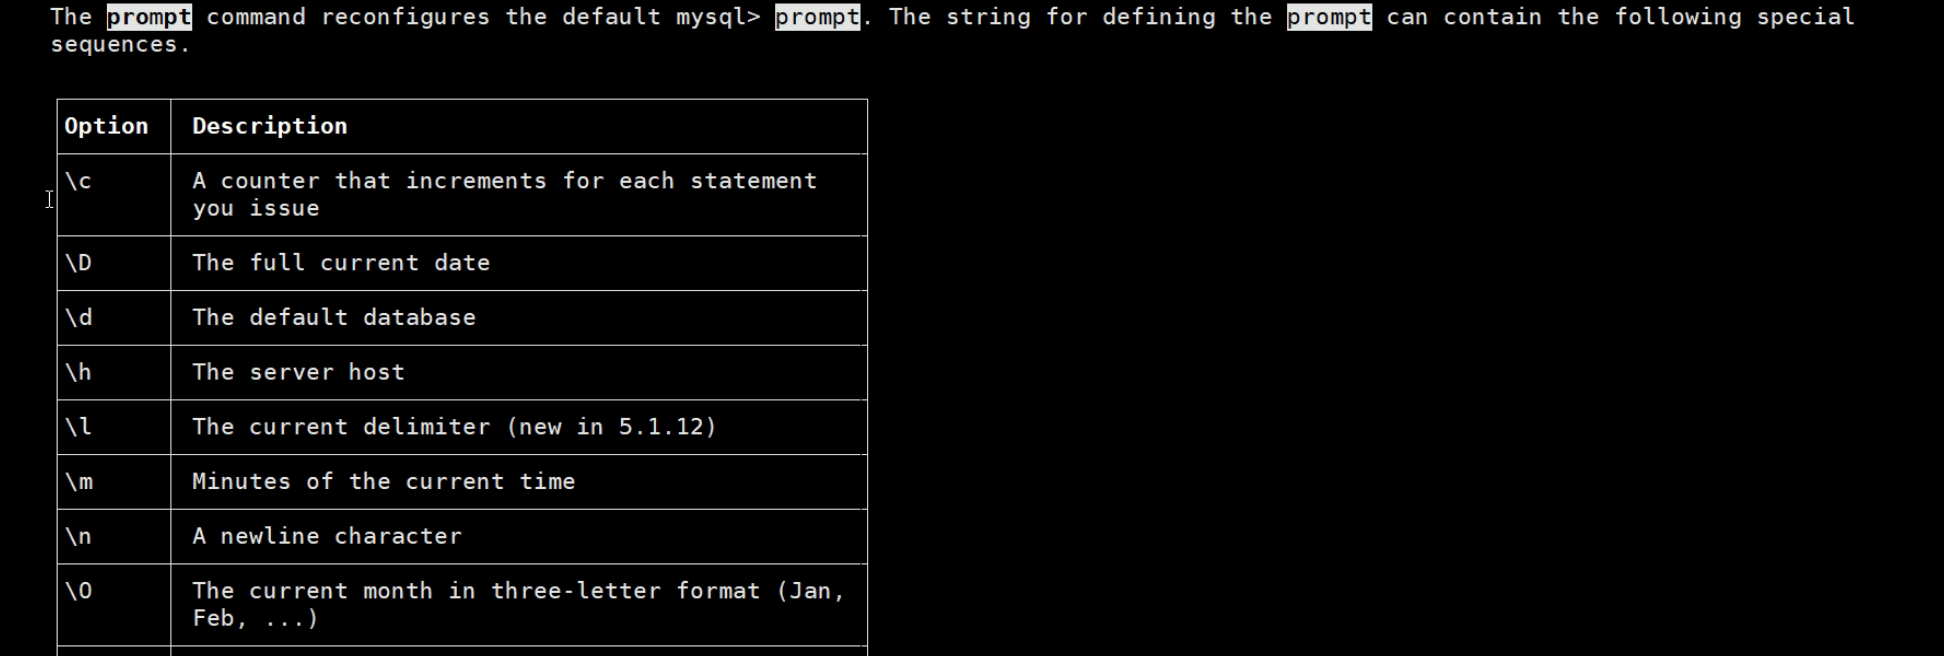 The prompt command reconfigures the default mysql> prompt. The string for defining the prompt can contain the following special
sequences.
Option Description
\c A counter that increments for each statement
you issue
\D The full current date
\d The default database
\h The server host
\l The current delimiter (new in 5.1.12)
\m Minutes of the current time
\n A newline character
\O The current month in three-letter format (Jan,
Feb, ...)